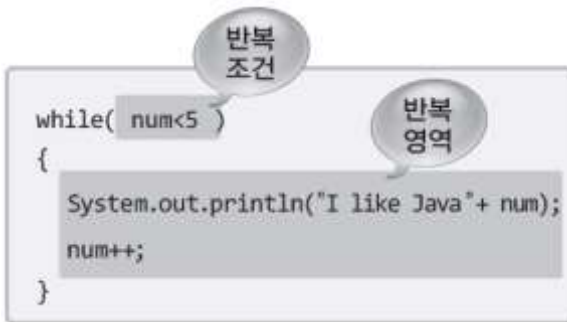 반복
조건
while( num<5 )
반복
영역
{
System.out.println("I like Java"+ num);
num++;
}